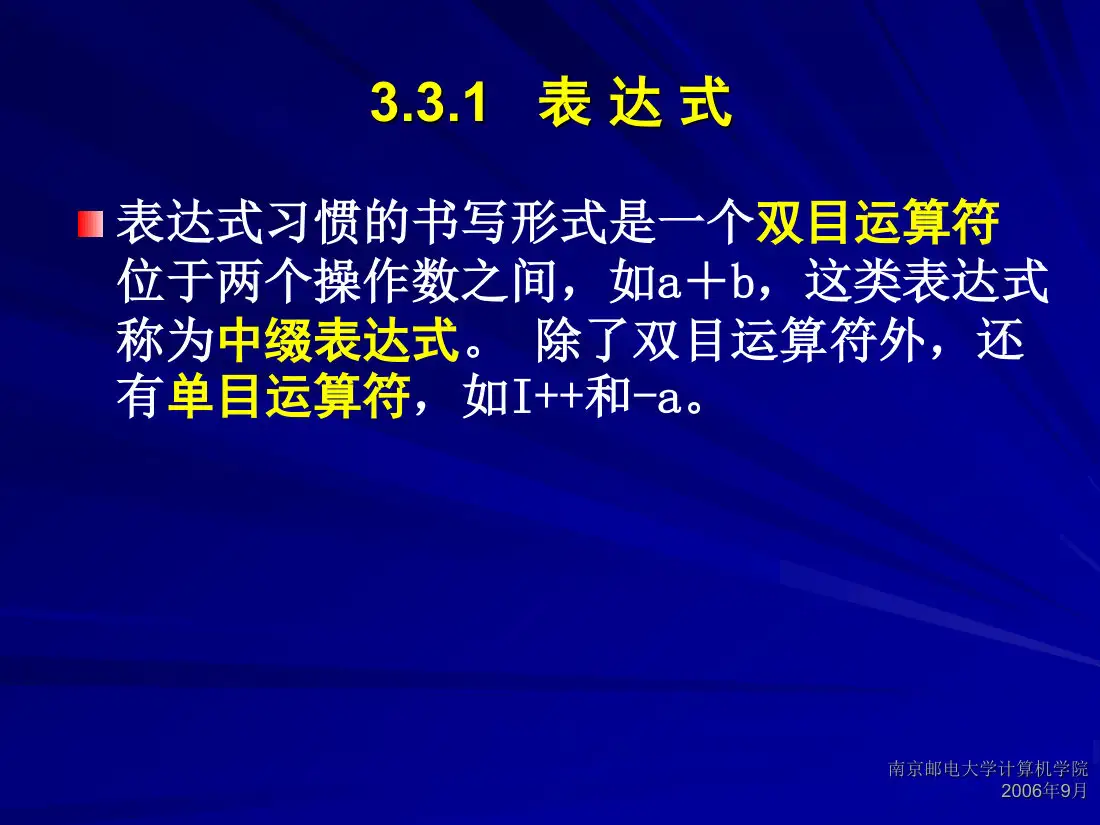 3.3.1 表 达 式
表达式习惯的书写形式是一个双目运算符
位于两个操作数之间，如a＋b，这类表达式
称为中缀表达式。 除了双目运算符外，还
有单目运算符，如I++和-a。
南京邮电大学计算机学院
2006年9月